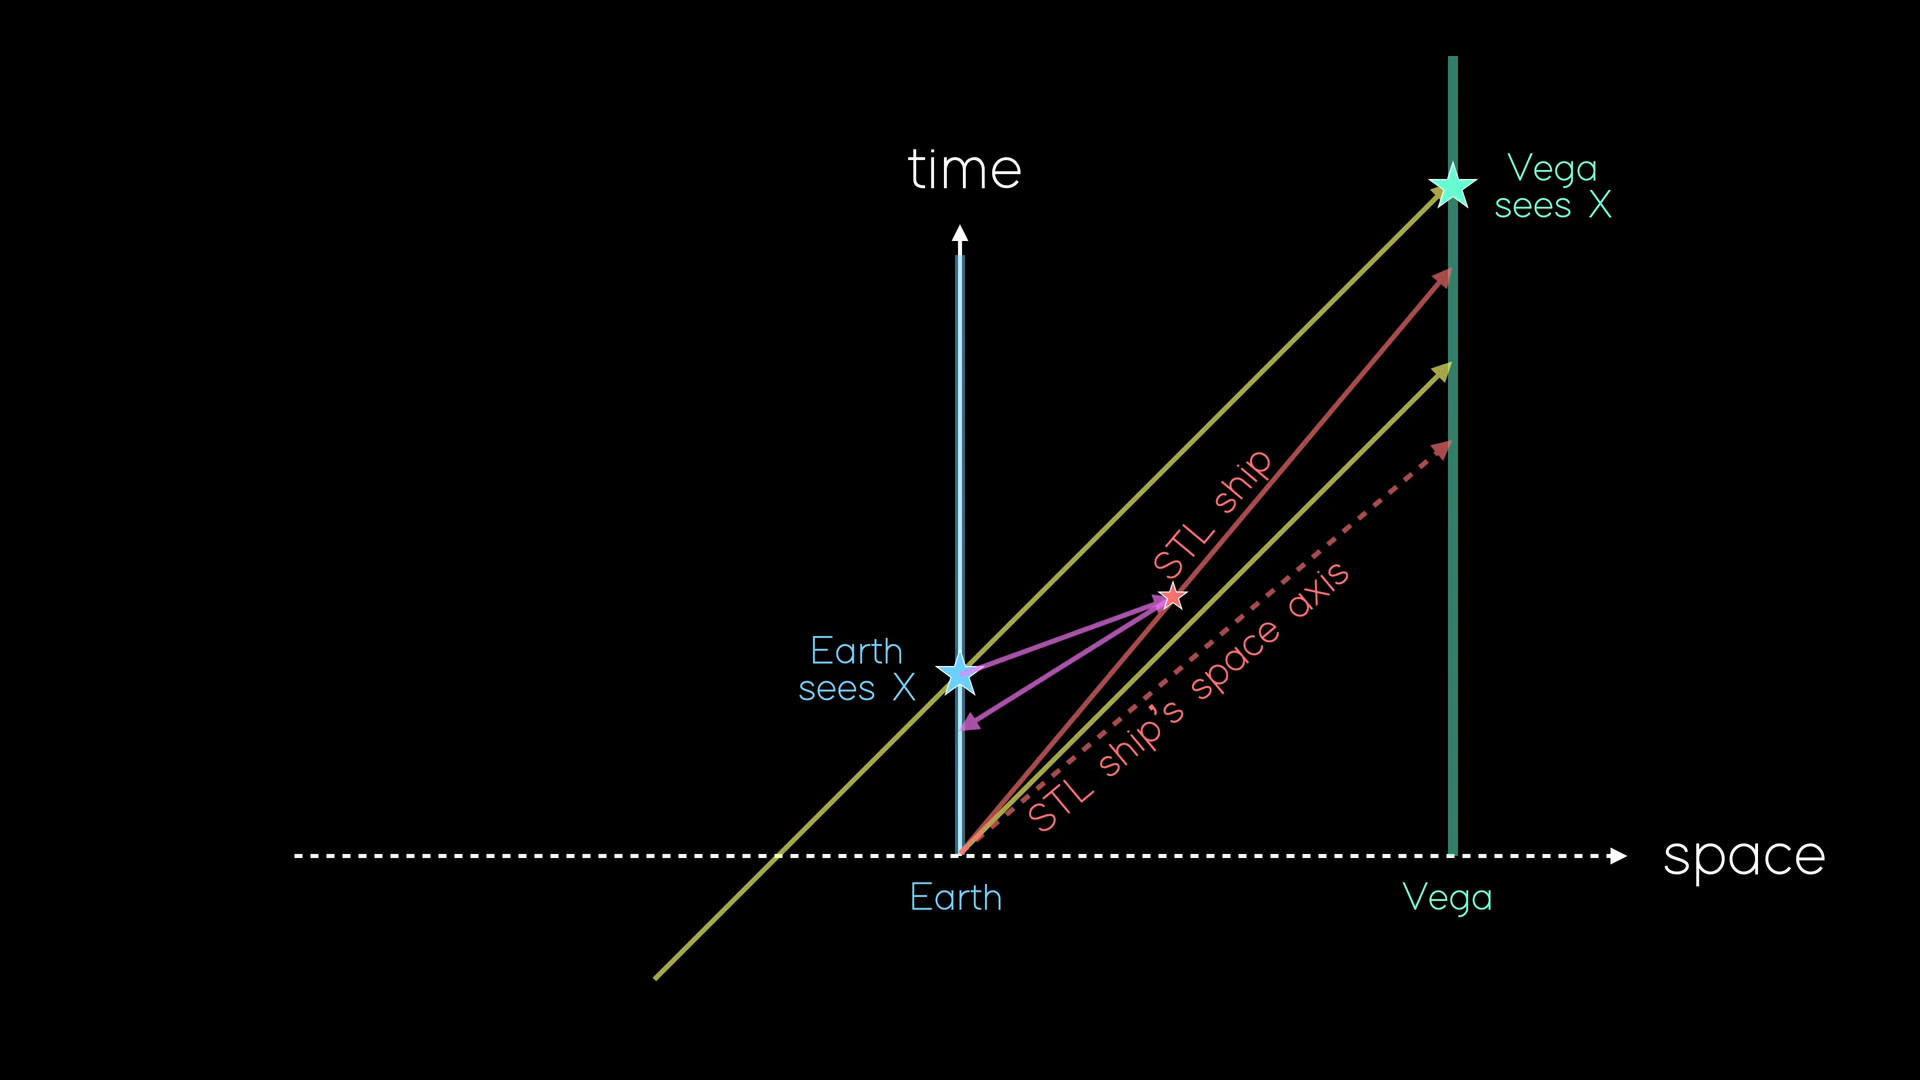 time
Vega
sees X
STL ship
Earth
sees X
STL ship's space axis
space
Earth
Vega